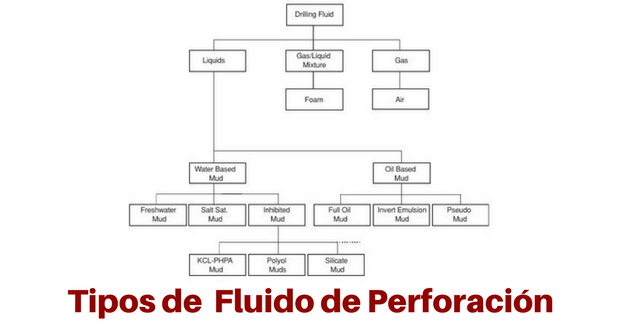 Drilling Fluid
Liquids
Gas/Liquid
Mixture
Gas
Foam
Air
Water Based
Mud
Oil Based
Mud
Freshwater
Mud
Salt Sat.
Mud
Inhibited
Mud
Full Oil
Mud
Invert Emulsion
Mud
Pseudo
Mud
KCL-PHPA
Mud
Polyol
Muds
Silicate
Mud
Tipos de Fluido de Perforación